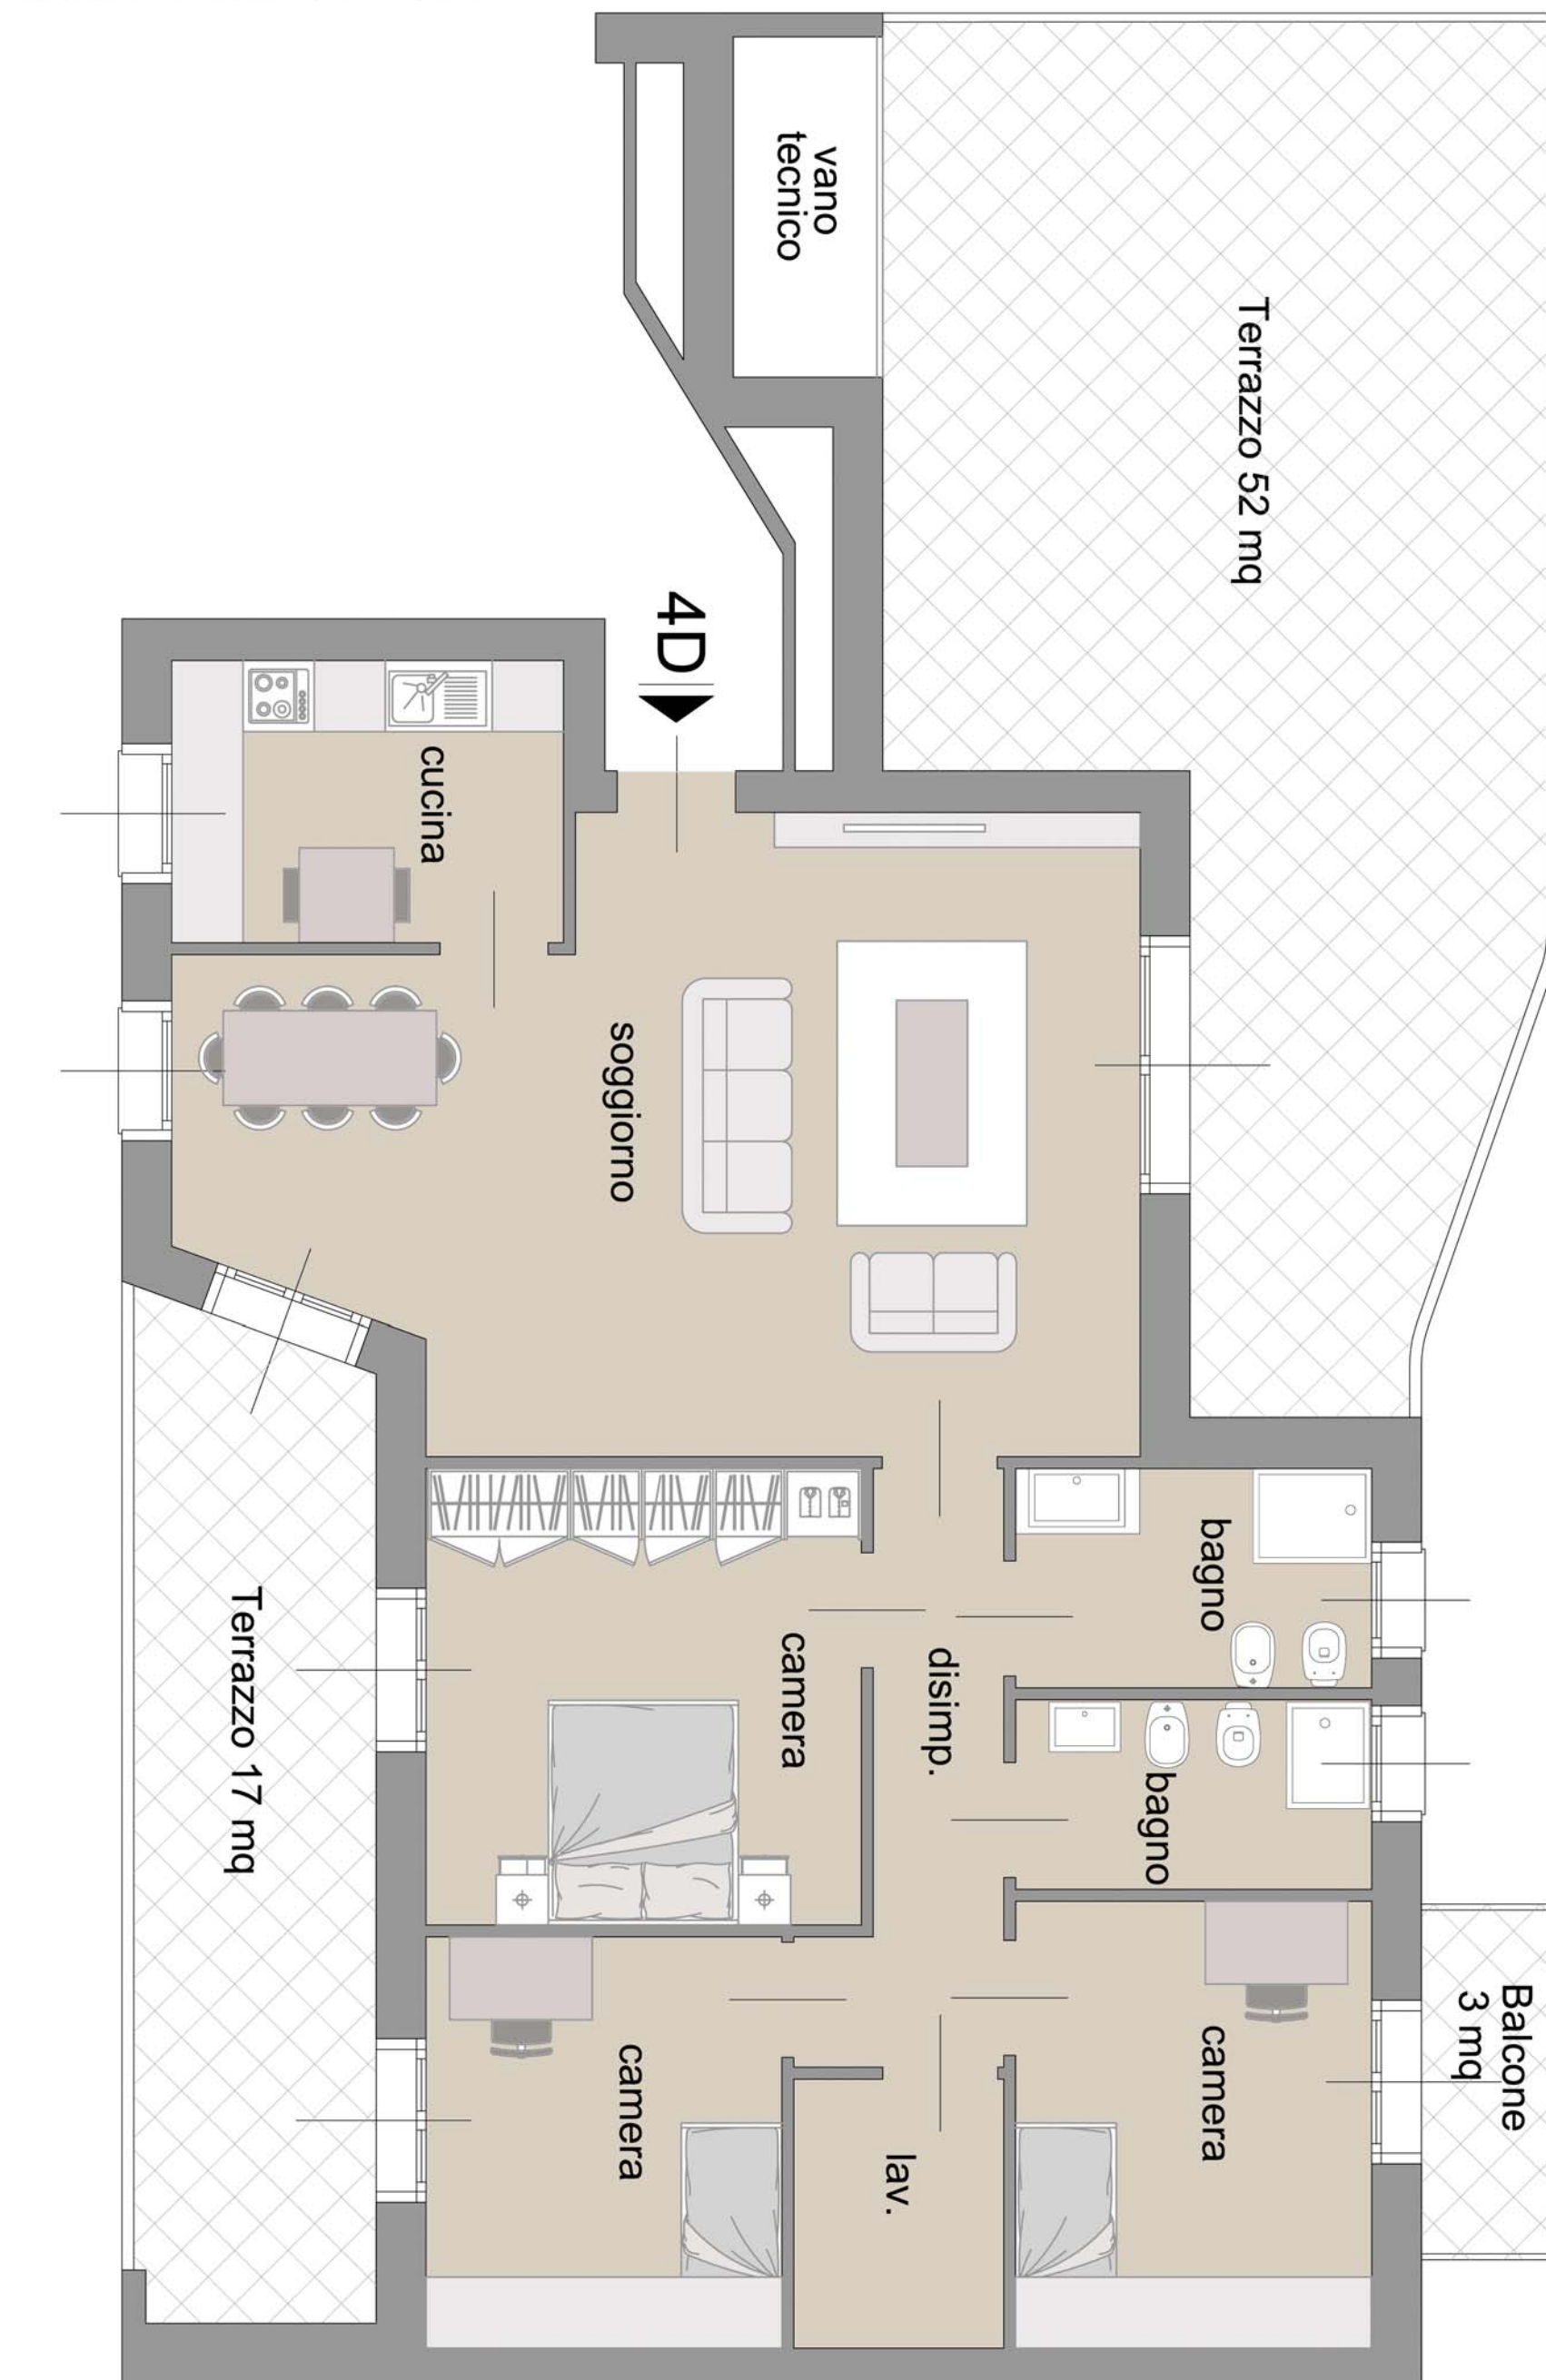 vano
tecnico
Terrazzo 52 mq
4D
cucina
soggiorno
bagno
camera
disimp.
bagno
Terrazzo 17 mq
Balcone
3 mq
camera
camera
lav.